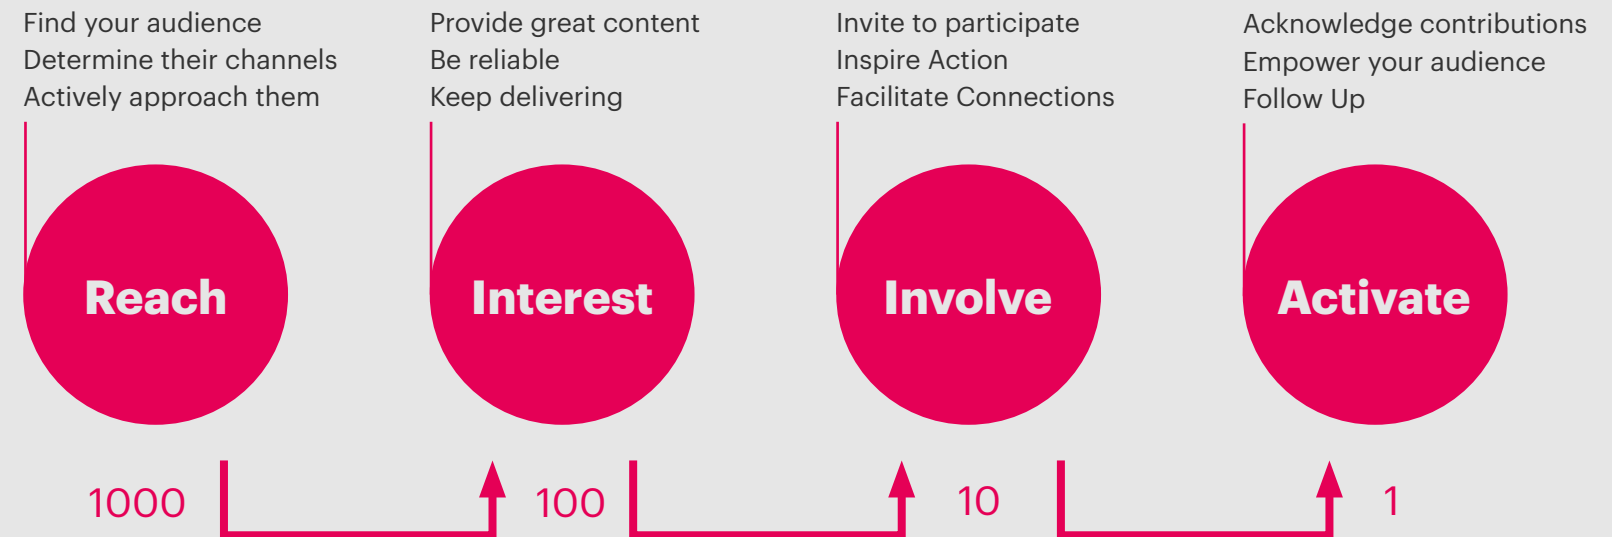 Find your audience
Determine their channels
Actively approach them
Provide great content
Be reliable
Keep delivering
Invite to participate
Inspire Action
Facilitate Connections
Acknowledge contributions
Empower your audience
Follow Up
Reach
Interest
Involve
Activate
1000
100
10
1